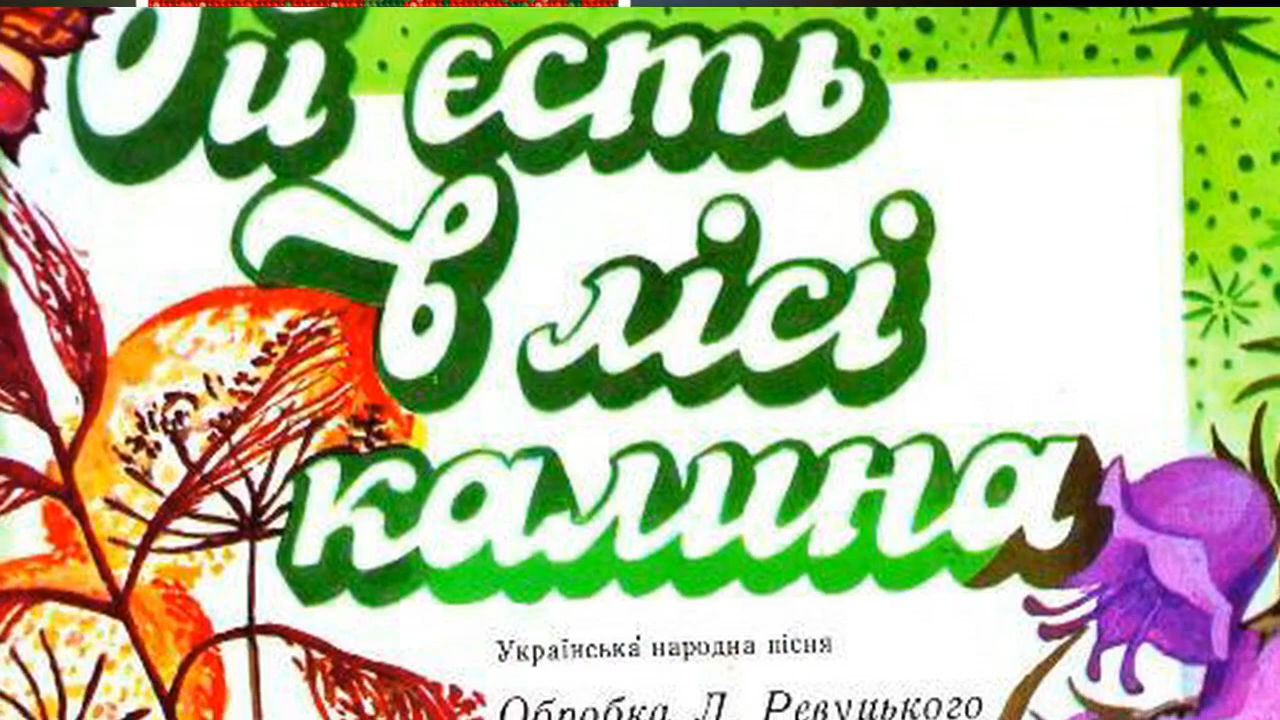 Ой єсть
в лісі
калина
Українська народна пісня
Обробка Л. Ревуцького